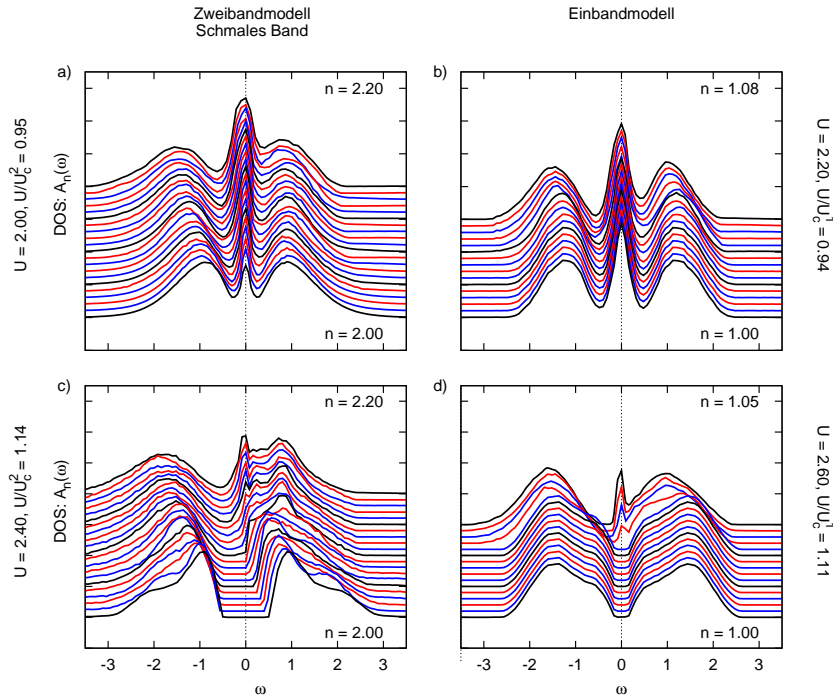 Zweibandmodell
Schmales Band
Einbandmodell
a)
n = 2.20
n = 2.00
DOS: Aₙ(ω)
U = 2.00, U/U_c^2 = 0.95
b)
n = 1.08
n = 1.00
U = 2.20, U/U_c^1 = 0.94
c)
n = 2.20
n = 2.00
DOS: Aₙ(ω)
U = 2.40, U/U_c^2 = 1.14
-3 -2 -1 0 1 2 3
ω
d)
n = 1.05
n = 1.00
U = 2.60, U/U_c^1 = 1.11
-3 -2 -1 0 1 2 3
ω